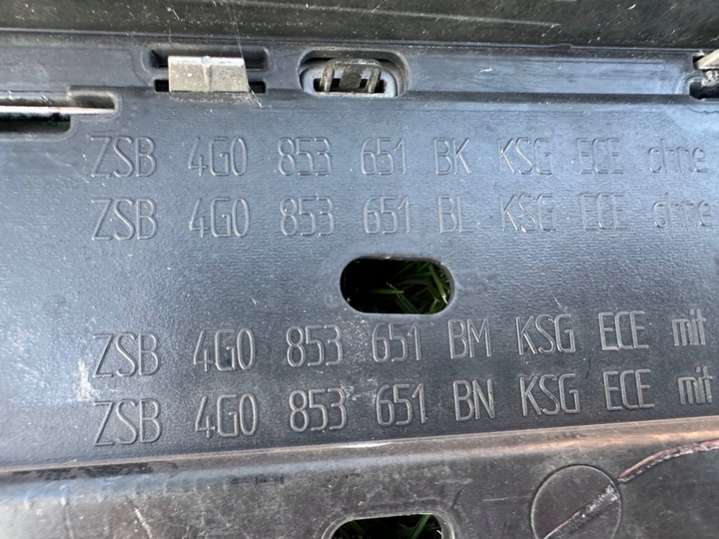 ZSB 4G0 853 651 BK KSG ECE ohne
ZSB 4G0 853 651 BL KSG ECE ohne
ZSB 4G0 853 651 BM KSG ECE mit
ZSB 4G0 853 651 BN KSG ECE mit